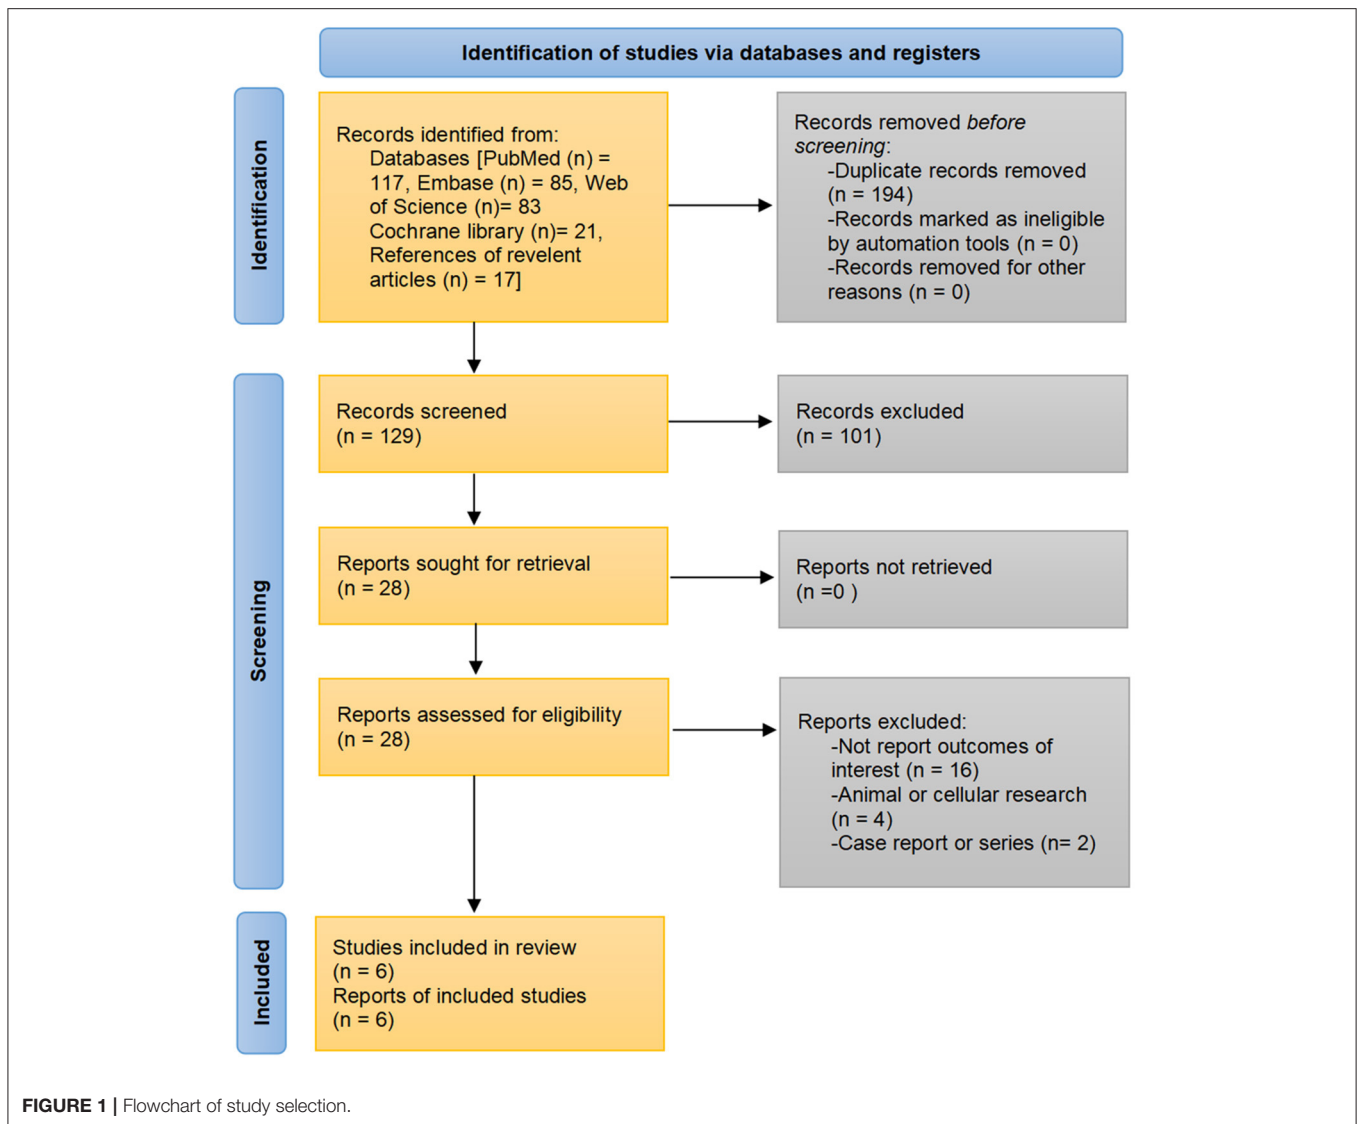 Identification of studies via databases and registers
Identification
Records identified from:
Databases [PubMed (n) =
117, Embase (n) = 85, Web
of Science (n)= 83
Cochrane library (n)= 21,
References of revelent
articles (n) = 17]
Records removed before
screening:
-Duplicate records removed
(n = 194)
-Records marked as ineligible
by automation tools (n = 0)
-Records removed for other
reasons (n = 0)
Screening
Records screened
(n = 129)
Records excluded
(n = 101)
Reports sought for retrieval
(n = 28)
Reports not retrieved
(n =0 )
Reports assessed for eligibility
(n = 28)
Reports excluded:
-Not report outcomes of
interest (n = 16)
-Animal or cellular research
(n = 4)
-Case report or series (n= 2)
Included
Studies included in review
(n = 6)
Reports of included studies
(n = 6)
FIGURE 1 | Flowchart of study selection.